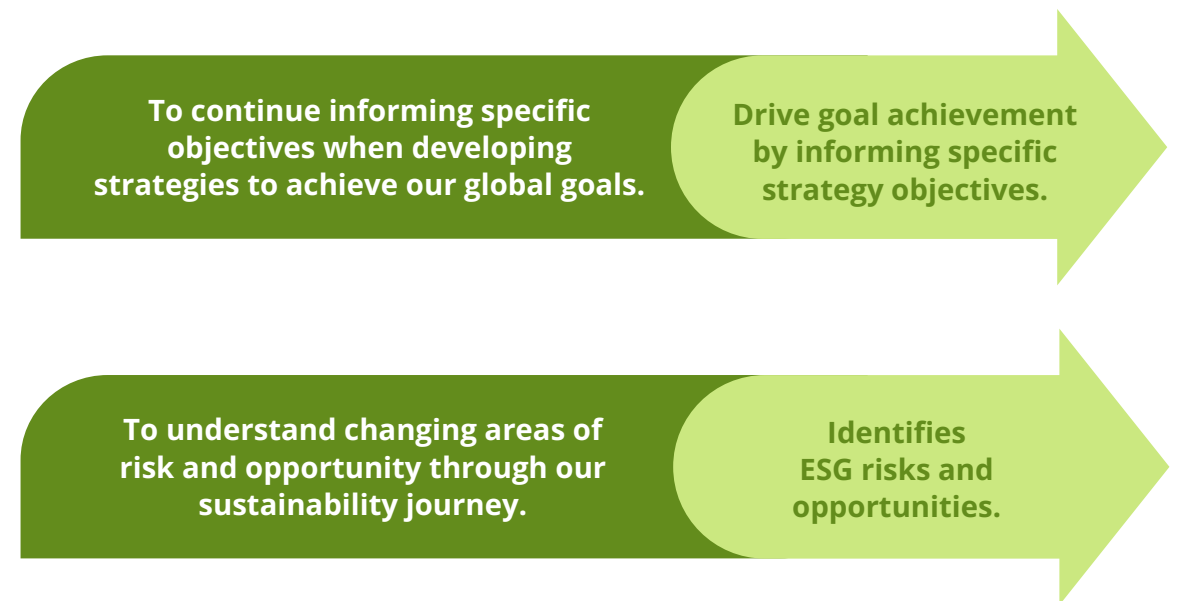 To continue informing specific
objectives when developing
strategies to achieve our global goals.
Drive goal achievement
by informing specific
strategy objectives.
To understand changing areas of
risk and opportunity through our
sustainability journey.
Identifies
ESG risks and
opportunities.